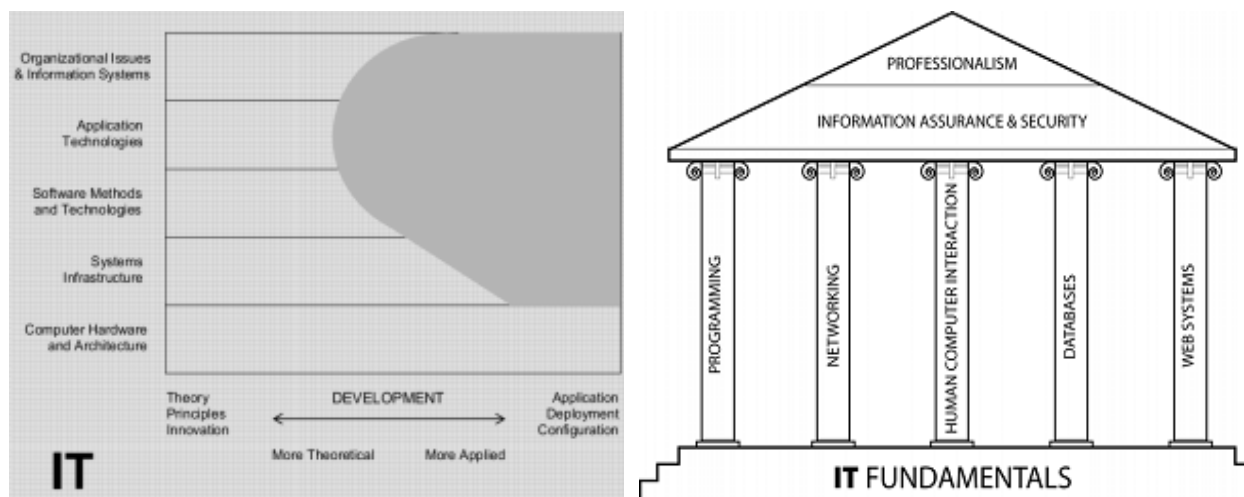 Organizational Issues
& Information Systems
Application
Technologies
Software Methods
and Technologies
Systems
Infrastructure
Computer Hardware
and Architecture
Theory
Principles
Innovation
DEVELOPMENT
Application
Deployment
Configuration
More Theoretical
More Applied
IT
PROFESSIONALISM
INFORMATION ASSURANCE & SECURITY
PROGRAMMING
NETWORKING
HUMAN COMPUTER INTERACTION
DATABASES
WEB SYSTEMS
IT FUNDAMENTALS